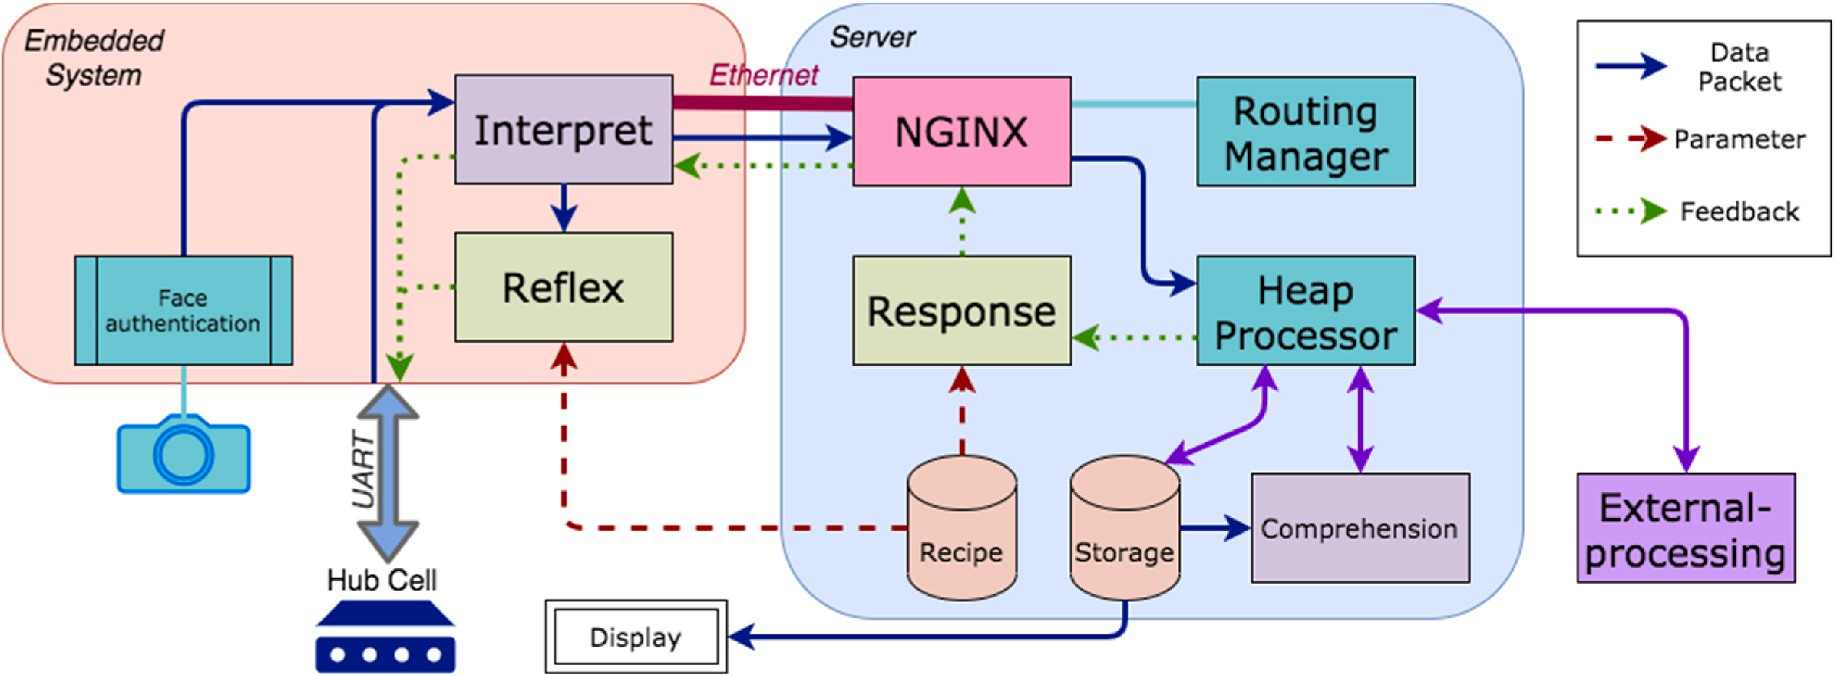 Embedded
System
Server
Ethernet
Interpret
NGINX
Routing
Manager
Data
Packet
Parameter
Feedback
Face
authentication
Reflex
Response
Heap
Processor
UART
Recipe
Storage
Comprehension
External-
processing
Hub Cell
Display